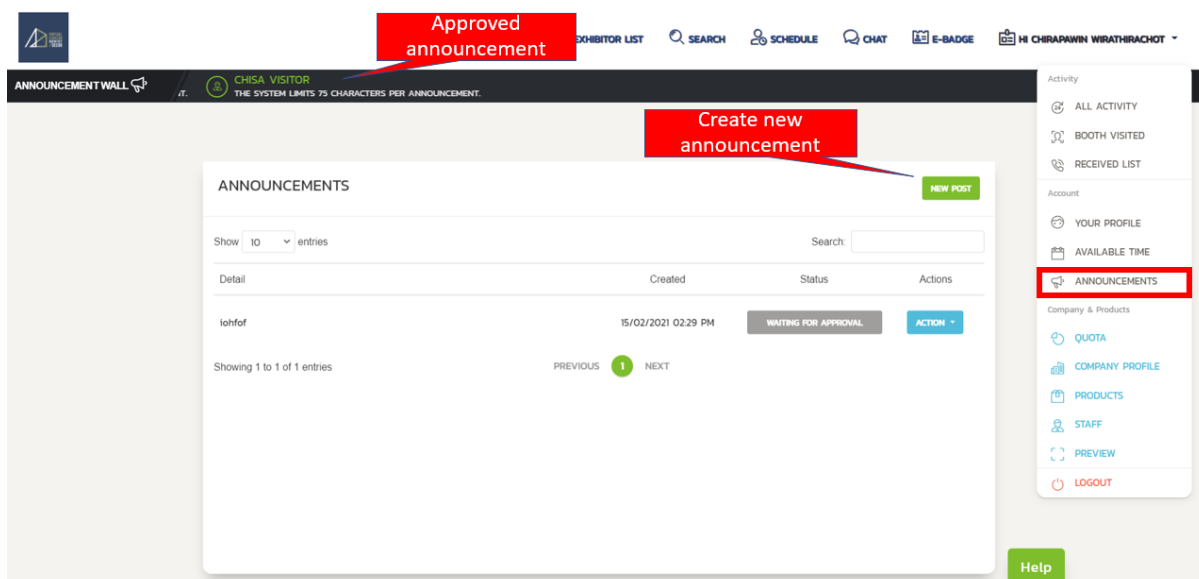 Approved
announcement
EXHIBITOR LIST
SEARCH
SCHEDULE
CHAT
E-BADGE
HI CHIRAPAWIN WIRATHIRACHOT
ANNOUNCEMENT WALL
IT.
CHISA VISITOR
THE SYSTEM LIMITS 75 CHARACTERS PER ANNOUNCEMENT.
Create new
announcement
ANNOUNCEMENTS
NEW POST
Show 10 entries
Search:
Detail Created Status Actions
iohfof 15/02/2021 02:29 PM WAITING FOR APPROVAL ACTION
Showing 1 to 1 of 1 entries
PREVIOUS 1 NEXT
Activity
ALL ACTIVITY
BOOTH VISITED
RECEIVED LIST
Account
YOUR PROFILE
AVAILABLE TIME
ANNOUNCEMENTS
Company & Products
QUOTA
COMPANY PROFILE
PRODUCTS
STAFF
PREVIEW
LOGOUT
Help